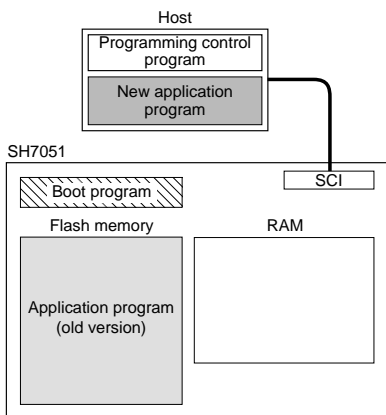 Host
Programming control
program
New application
program
SH7051
SCI
Boot program
Flash memory
RAM
Application program
(old version)